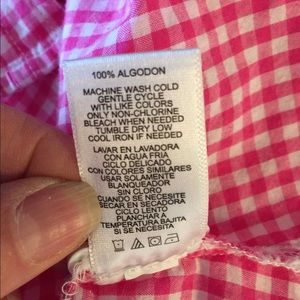 100% ALGODON
MACHINE WASH COLD
GENTLE CYCLE
WITH LIKE COLORS
ONLY NON-CHLORINE
BLEACH WHEN NEEDED
TUMBLE DRY LOW
COOL IRON IF NEEDED
LAVAR EN LAVADORA
CON AGUA FRIA
CICLO DELICADO
CON COLORES SIMILARES
USAR SOLAMENTE
BLANQUEADOR
SIN CLORO
CUANDO SE NECESITE
SECAR EN SECADORA
CICLO LENTO
PLANCHAR A
TEMPERATURA BAJITA
SI SE NECESITA